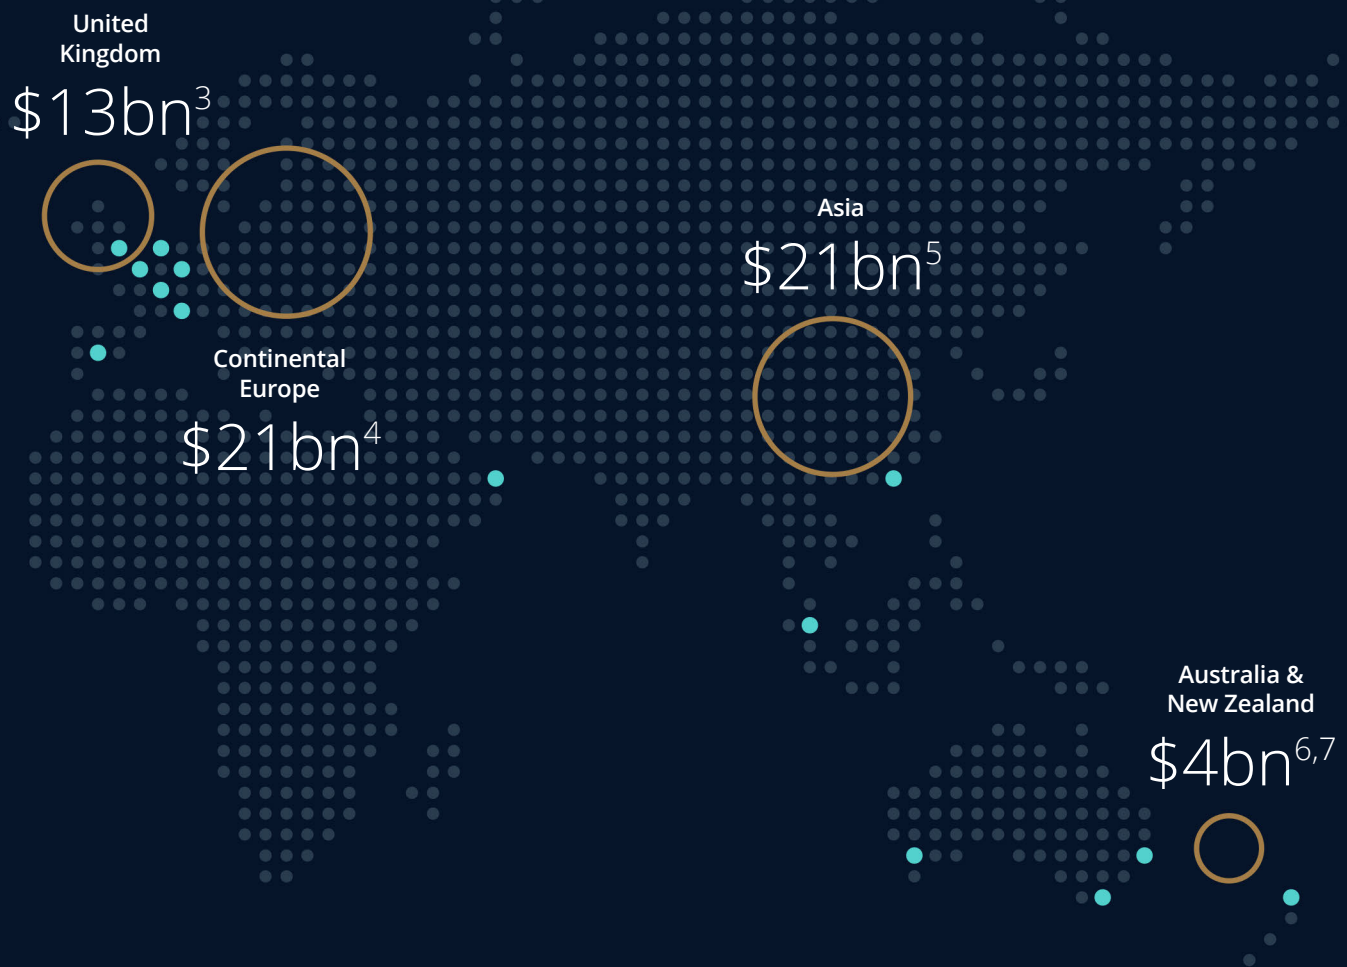 United
Kingdom
$13bn3
Continental
Europe
$21bn4
Asia
$21bn5
Australia &
New Zealand
$4bn6,7